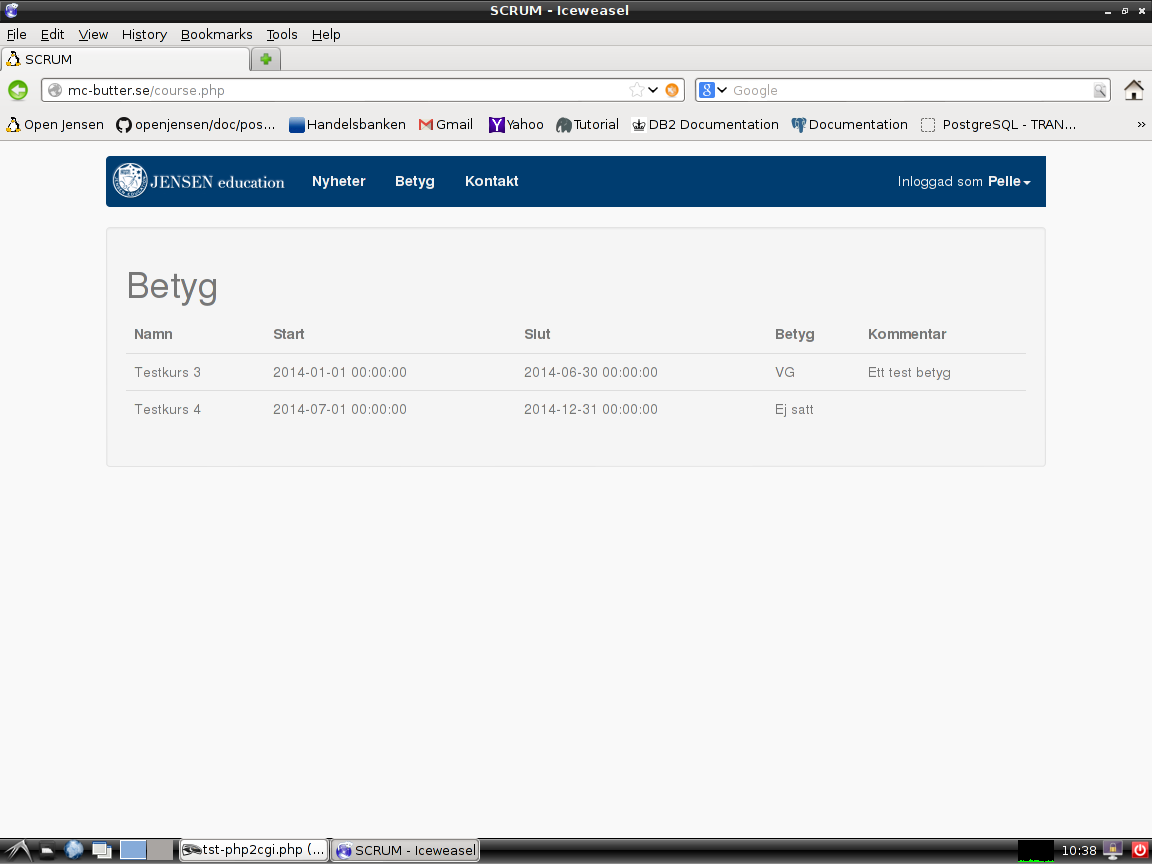 SCRUM - Iceweasel
File Edit View History Bookmarks Tools Help
SCRUM
mc-butter.se/course.php Google
Open Jensen openjensen/doc/pos... Handelsbanken Gmail Yahoo Tutorial DB2 Documentation Documentation PostgreSQL - TRAN... »
JENSEN education Nyheter Betyg Kontakt Inloggad som Pelle
Betyg
Namn Start Slut Betyg Kommentar
Testkurs 3 2014-01-01 00:00:00 2014-06-30 00:00:00 VG Ett test betyg
Testkurs 4 2014-07-01 00:00:00 2014-12-31 00:00:00 Ej satt
tst-php2cgi.php (... SCRUM - Iceweasel 10:38